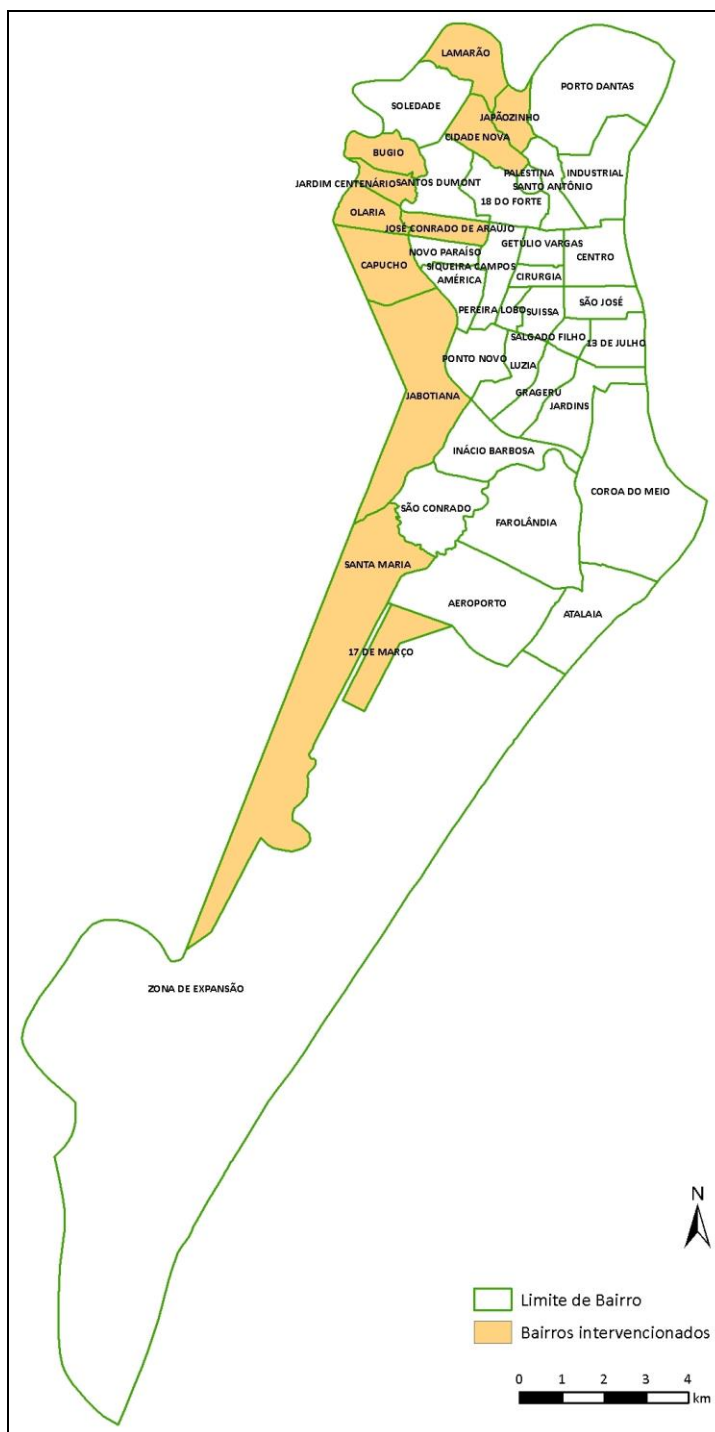 LAMARÃO
PORTO DANTAS
SOLEDADE
JAPÃOZINHO
CIDADE NOVA
BUGIO
PALESTINA
INDUSTRIAL
JARDIM CENTENÁRIO
SANTOS DUMONT
SANTO ANTÔNIO
18 DO FORTE
OLARIA
JOSÉ CONRADO DE ARAÚJO
GETÚLIO VARGAS
NOVO PARAÍSO
CENTRO
CAPUCHO
SIQUEIRA CAMPOS
AMÉRICA
CIRURGIA
SÃO JOSÉ
PEREIRA LOBO
SUISSA
SALGADO FILHO
13 DE JULHO
PONTO NOVO
LUZIA
JABOTIANA
GRAGERU
JARDINS
INÁCIO BARBOSA
COROA DO MEIO
SÃO CONRADO
FAROLÂNDIA
SANTA MARIA
AEROPORTO
ATALAIA
17 DE MARÇO
ZONA DE EXPANSÃO
N
Limite de Bairro
Bairros intervencionados
0 1 2 3 4
km